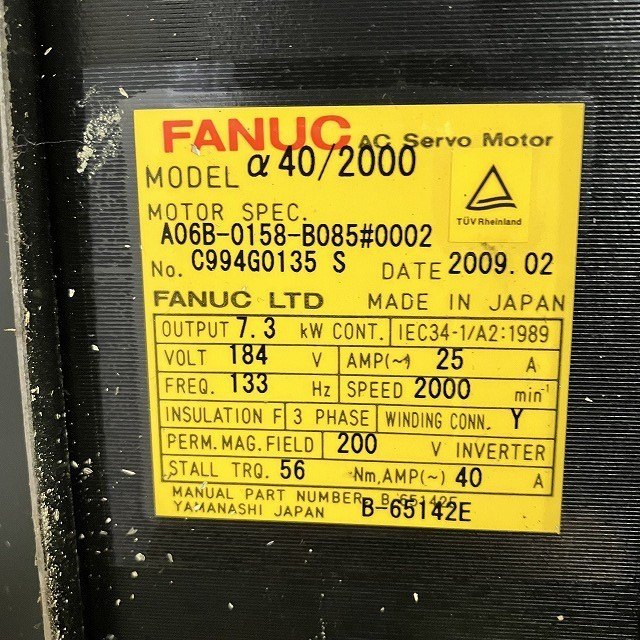 FANUC AC Servo Motor
MODEL α 40/2000
TÜVRheinland
MOTOR SPEC.
A06B-0158-B085#0002
No. C994G0135 S DATE 2009.02
FANUC LTD MADE IN JAPAN
OUTPUT 7.3 kW CONT. IEC34-1/A2:1989
VOLT 184 V AMP(~) 25 A
FREQ. 133 Hz SPEED 2000 min⁻¹
INSULATION F 3 PHASE WINDING CONN. Y
PERM.MAG.FIELD 200 V INVERTER
STALL TRQ. 56 Nm,AMP(~) 40 A
MANUAL PART NUMBER B-65142E
YAMANASHI JAPAN B-65142E